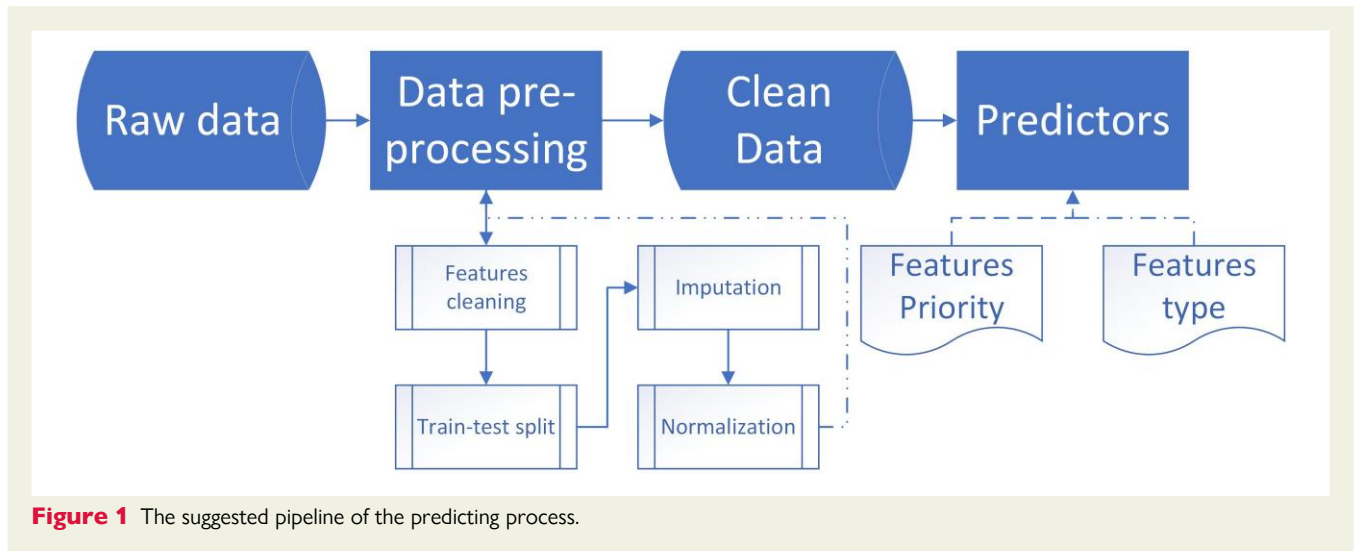 Raw data
Data pre-
processing
Clean
Data
Predictors
Features
cleaning
Imputation
Features
Priority
Features
type
Train-test split
Normalization
Figure 1 The suggested pipeline of the predicting process.